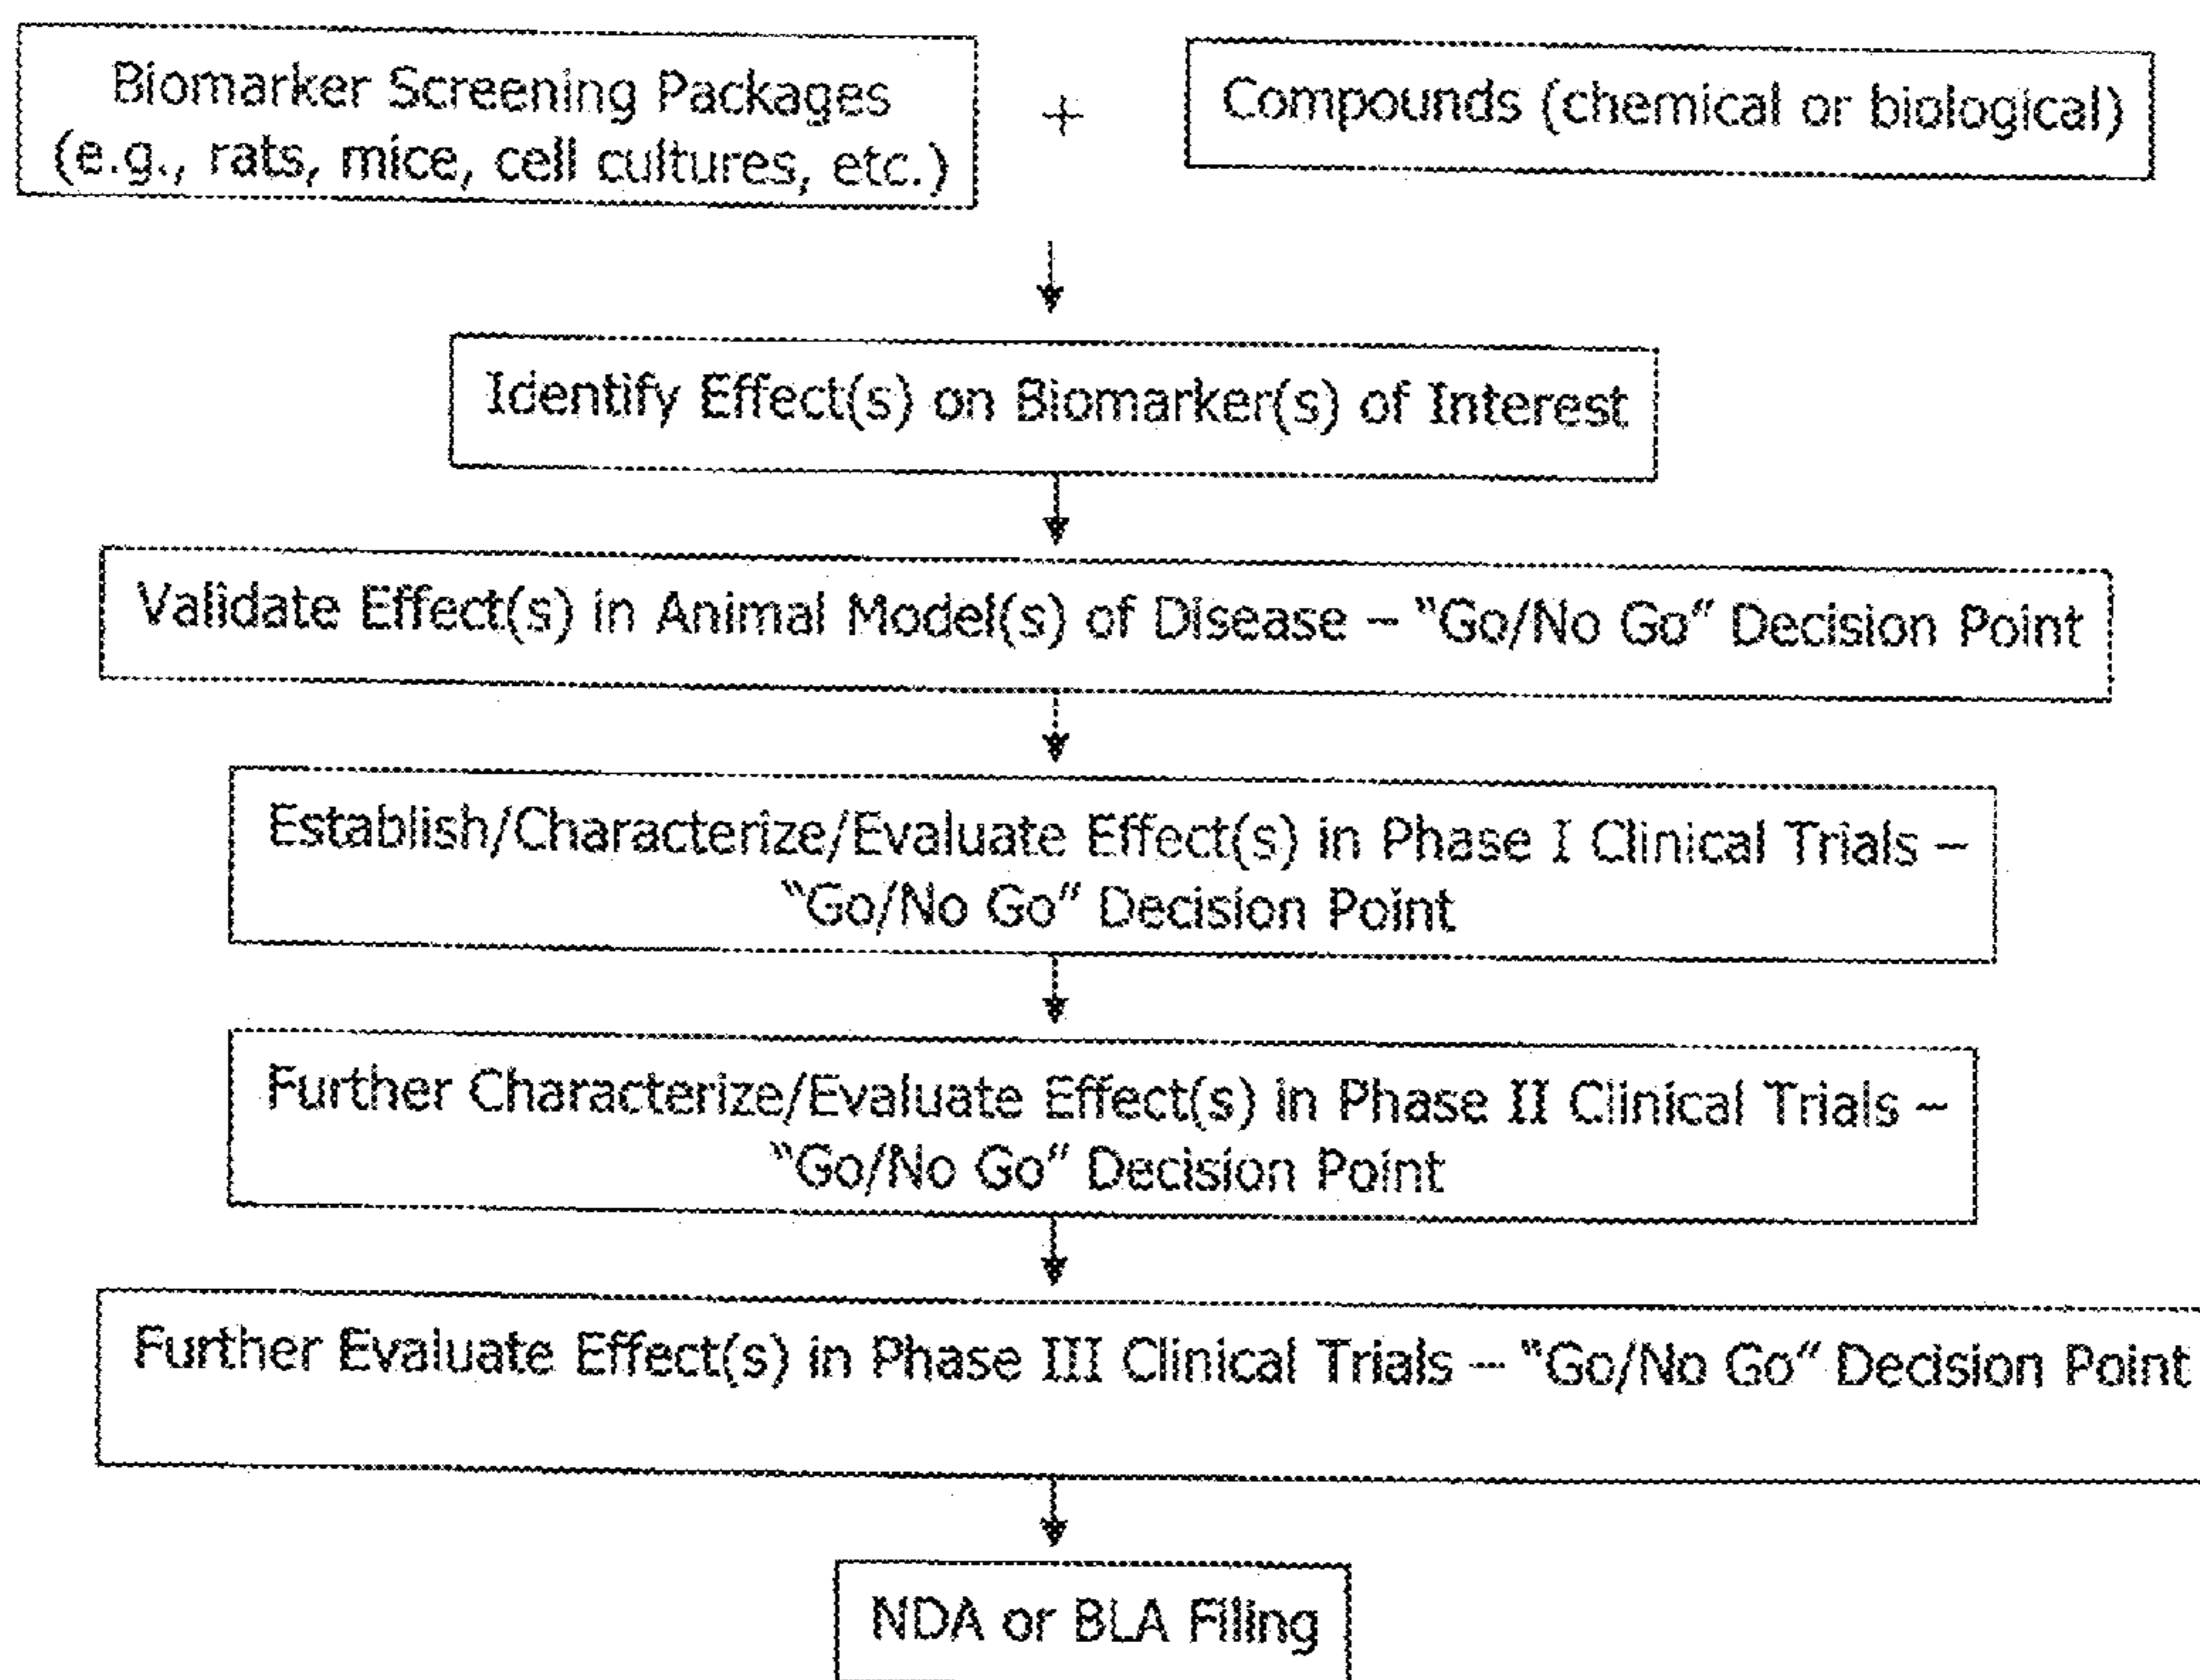 Biomarker Screening Packages
(e.g., rats, mice, cell cultures, etc.)
+
Compounds (chemical or biological)
Identify Effect(s) on Biomarker(s) of Interest
Validate Effect(s) in Animal Model(s) of Disease – "Go/No Go" Decision Point
Establish/Characterize/Evaluate Effect(s) in Phase I Clinical Trials –
"Go/No Go" Decision Point
Further Characterize/Evaluate Effect(s) in Phase II Clinical Trials –
"Go/No Go" Decision Point
Further Evaluate Effect(s) in Phase III Clinical Trials – "Go/No Go" Decision Point
NDA or BLA Filing